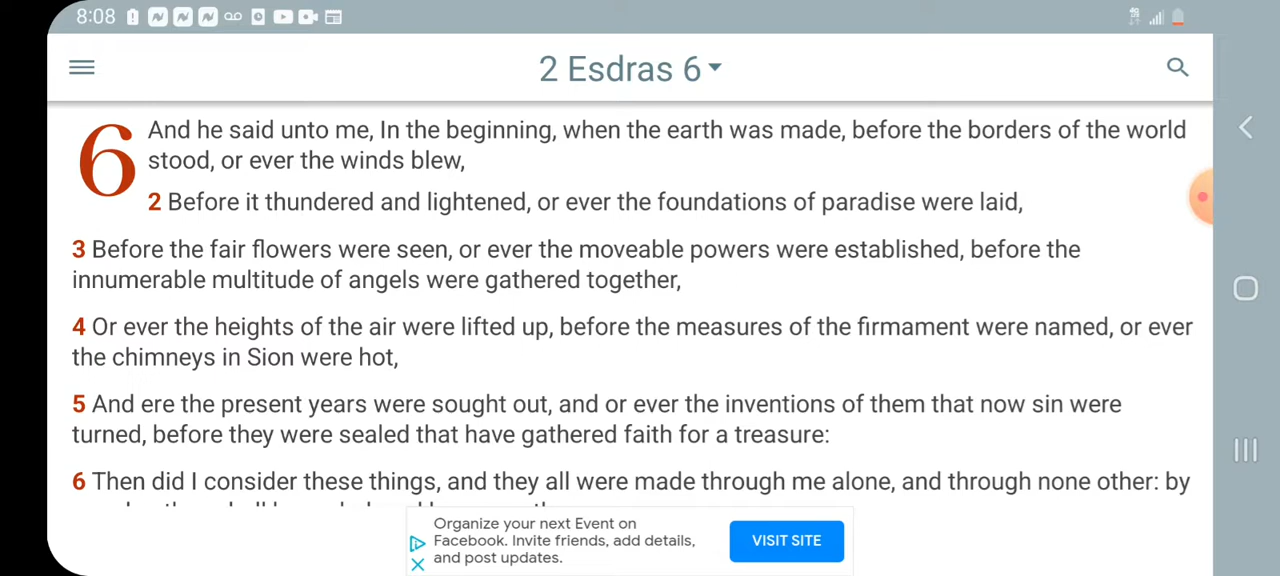 8:08
2 Esdras 6
6 And he said unto me, In the beginning, when the earth was made, before the borders of the world
stood, or ever the winds blew,
2 Before it thundered and lightened, or ever the foundations of paradise were laid,
3 Before the fair flowers were seen, or ever the moveable powers were established, before the
innumerable multitude of angels were gathered together,
4 Or ever the heights of the air were lifted up, before the measures of the firmament were named, or ever
the chimneys in Sion were hot,
5 And ere the present years were sought out, and or ever the inventions of them that now sin were
turned, before they were sealed that have gathered faith for a treasure:
6 Then did I consider these things, and they all were made through me alone, and through none other: by
Organize your next Event on
Facebook. Invite friends, add details,
and post updates.
VISIT SITE